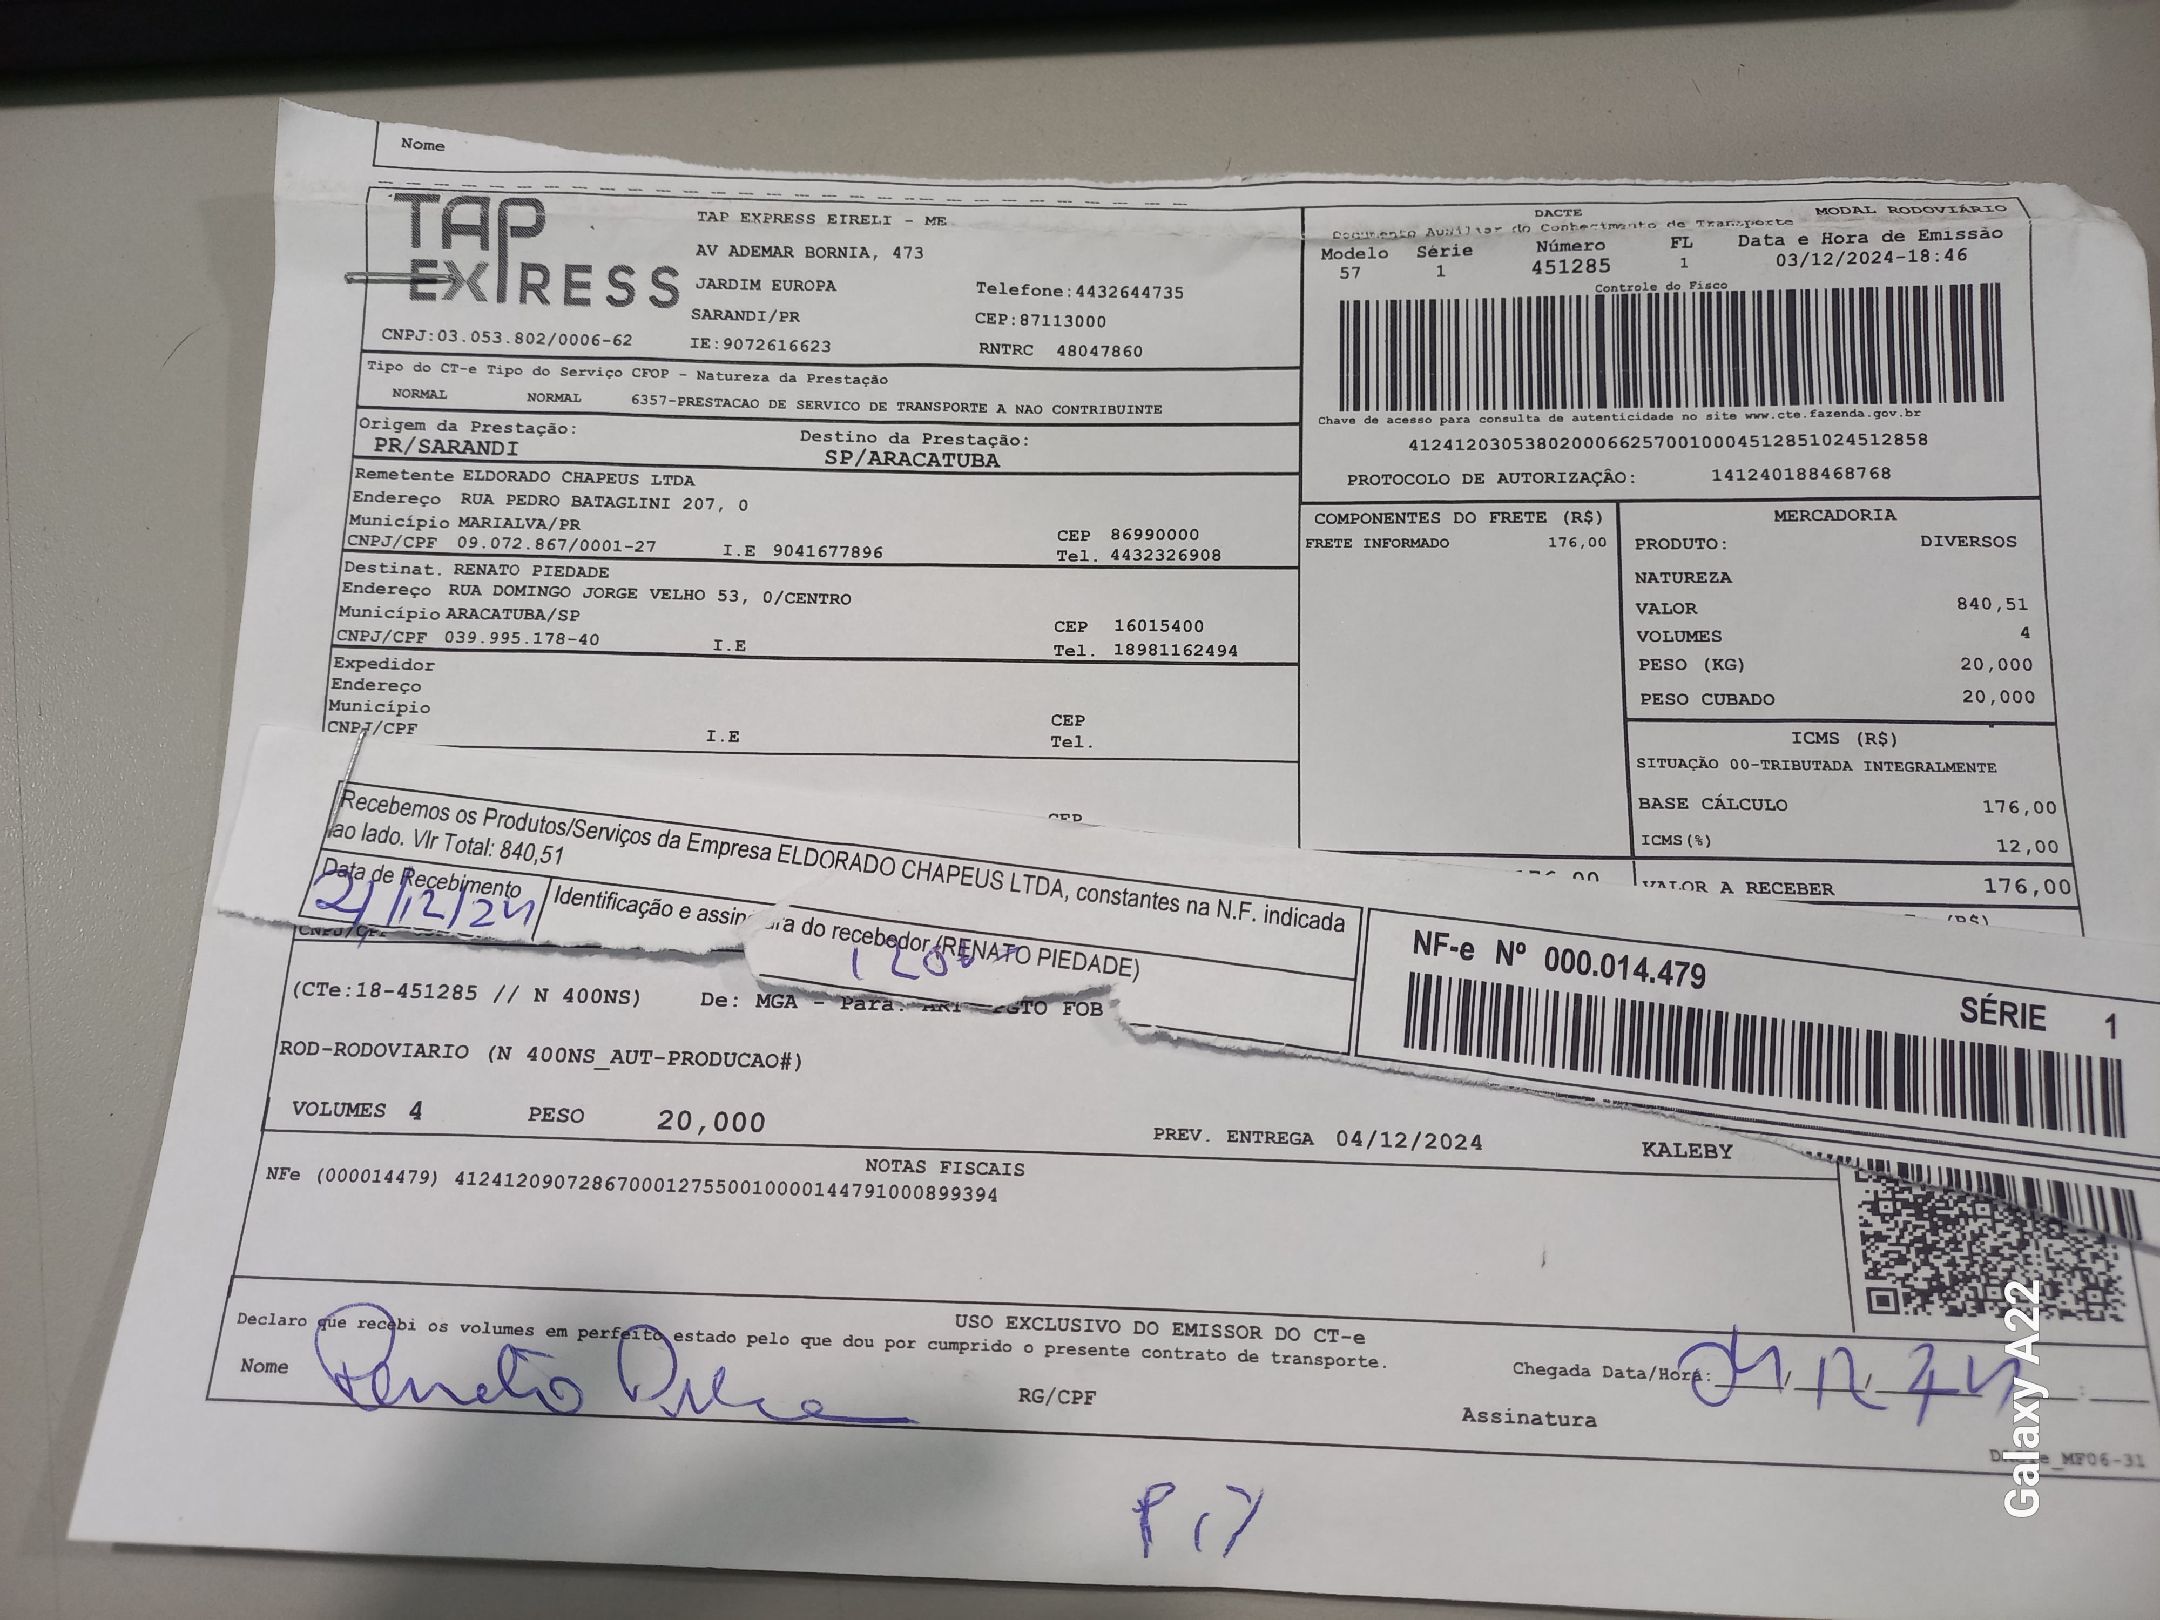 Nome
TAP EXPRESS
TAP EXPRESS EIRELI - ME
AV ADEMAR BORNIA, 473
JARDIM EUROPA Telefone:4432644735
SARANDI/PR CEP:87113000
CNPJ:03.053.802/0006-62 IE:9072616623 RNTRC 48047860
DACTE MODAL RODOVIÁRIO
Documento Auxiliar do Conhecimento de Transporte
Modelo Série Número FL Data e Hora de Emissão
57 1 451285 1 03/12/2024-18:46
Controle do Fisco
Chave de acesso para consulta de autenticidade no site www.cte.fazenda.gov.br
41241203053802000662570010004512851024512858
PROTOCOLO DE AUTORIZAÇÃO: 141240188468768
Tipo do CT-e Tipo do Serviço CFOP - Natureza da Prestação
NORMAL NORMAL 6357-PRESTACAO DE SERVICO DE TRANSPORTE A NAO CONTRIBUINTE
Origem da Prestação: Destino da Prestação:
PR/SARANDI SP/ARACATUBA
Remetente ELDORADO CHAPEUS LTDA
Endereço RUA PEDRO BATAGLINI 207, 0
Município MARIALVA/PR CEP 86990000
CNPJ/CPF 09.072.867/0001-27 I.E 9041677896 Tel. 4432326908
Destinat. RENATO PIEDADE
Endereço RUA DOMINGO JORGE VELHO 53, 0/CENTRO
Município ARACATUBA/SP CEP 16015400
CNPJ/CPF 039.995.178-40 I.E Tel. 18981162494
Expedidor
Endereço
Município CEP
CNPJ/CPF I.E Tel.
CEP
COMPONENTES DO FRETE (R$)
FRETE INFORMADO 176,00
MERCADORIA
PRODUTO: DIVERSOS
NATUREZA
VALOR 840,51
VOLUMES 4
PESO (KG) 20,000
PESO CUBADO 20,000
ICMS (R$)
SITUAÇÃO 00-TRIBUTADA INTEGRALMENTE
BASE CÁLCULO 176,00
ICMS(%) 12,00
VALOR A RECEBER 176,00
(R$)
Recebemos os Produtos/Serviços da Empresa ELDORADO CHAPEUS LTDA, constantes na N.F. indicada
ao lado. Vlr Total: 840,51
Data de Recebimento Identificação e assinatura do recebedor (RENATO PIEDADE)
NF-e Nº 000.014.479
SÉRIE 1
CNPJ/CPF
(CTe:18-451285 // N 400NS) De: MGA - Para: FOB
ROD-RODOVIARIO (N 400NS_AUT-PRODUCAO#)
VOLUMES 4 PESO 20,000 PREV. ENTREGA 04/12/2024 KALEBY
NOTAS FISCAIS
NFe (000014479) 41241209072867000127550010000144791000899394
USO EXCLUSIVO DO EMISSOR DO CT-e
Declaro que recebi os volumes em perfeito estado pelo que dou por cumprido o presente contrato de transporte.
Nome Renato RG/CPF Chegada Data/Hora:
Assinatura
MF06-31
Galaxy A22